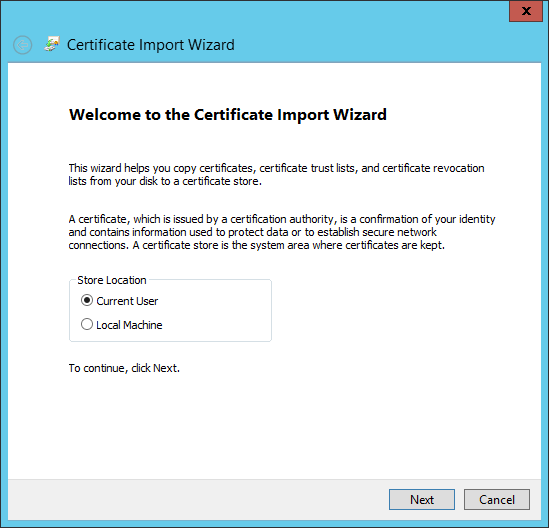 Certificate Import Wizard
Welcome to the Certificate Import Wizard
This wizard helps you copy certificates, certificate trust lists, and certificate revocation
lists from your disk to a certificate store.
A certificate, which is issued by a certification authority, is a confirmation of your identity
and contains information used to protect data or to establish secure network
connections. A certificate store is the system area where certificates are kept.
Store Location
Current User
Local Machine
To continue, click Next.
Next
Cancel